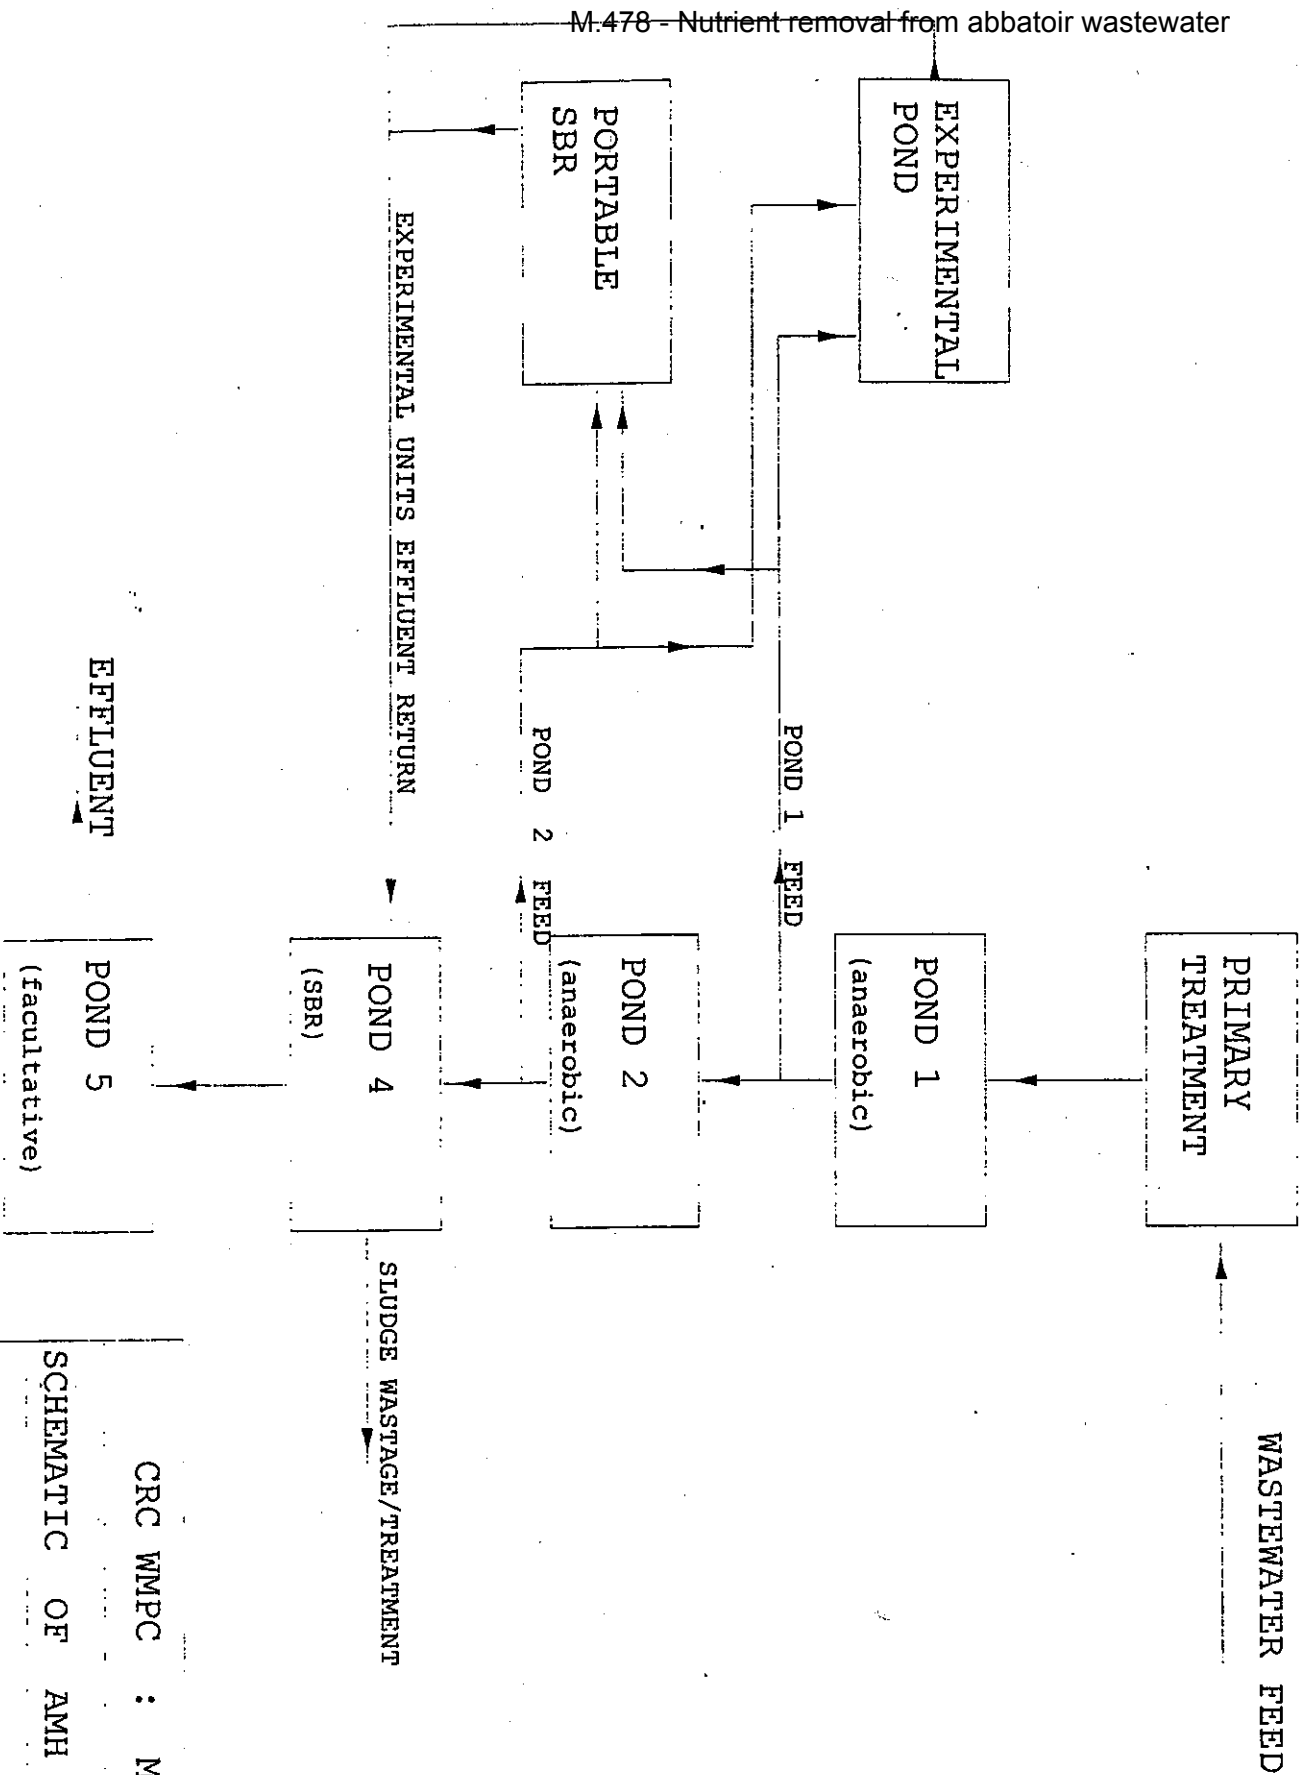 M.478 - Nutrient removal from abbatoir wastewater
WASTEWATER FEED
PRIMARY
TREATMENT
EXPERIMENTAL
POND
POND 1
(anaerobic)
POND 1 FEED
PORTABLE
SBR
POND 2
(anaerobic)
POND 2 FEED
EXPERIMENTAL UNITS EFFLUENT RETURN
POND 4
(SBR)
SLUDGE WASTAGE/TREATMENT
EFFLUENT
POND 5
(facultative)
CRC WMPC : M
SCHEMATIC OF AMH